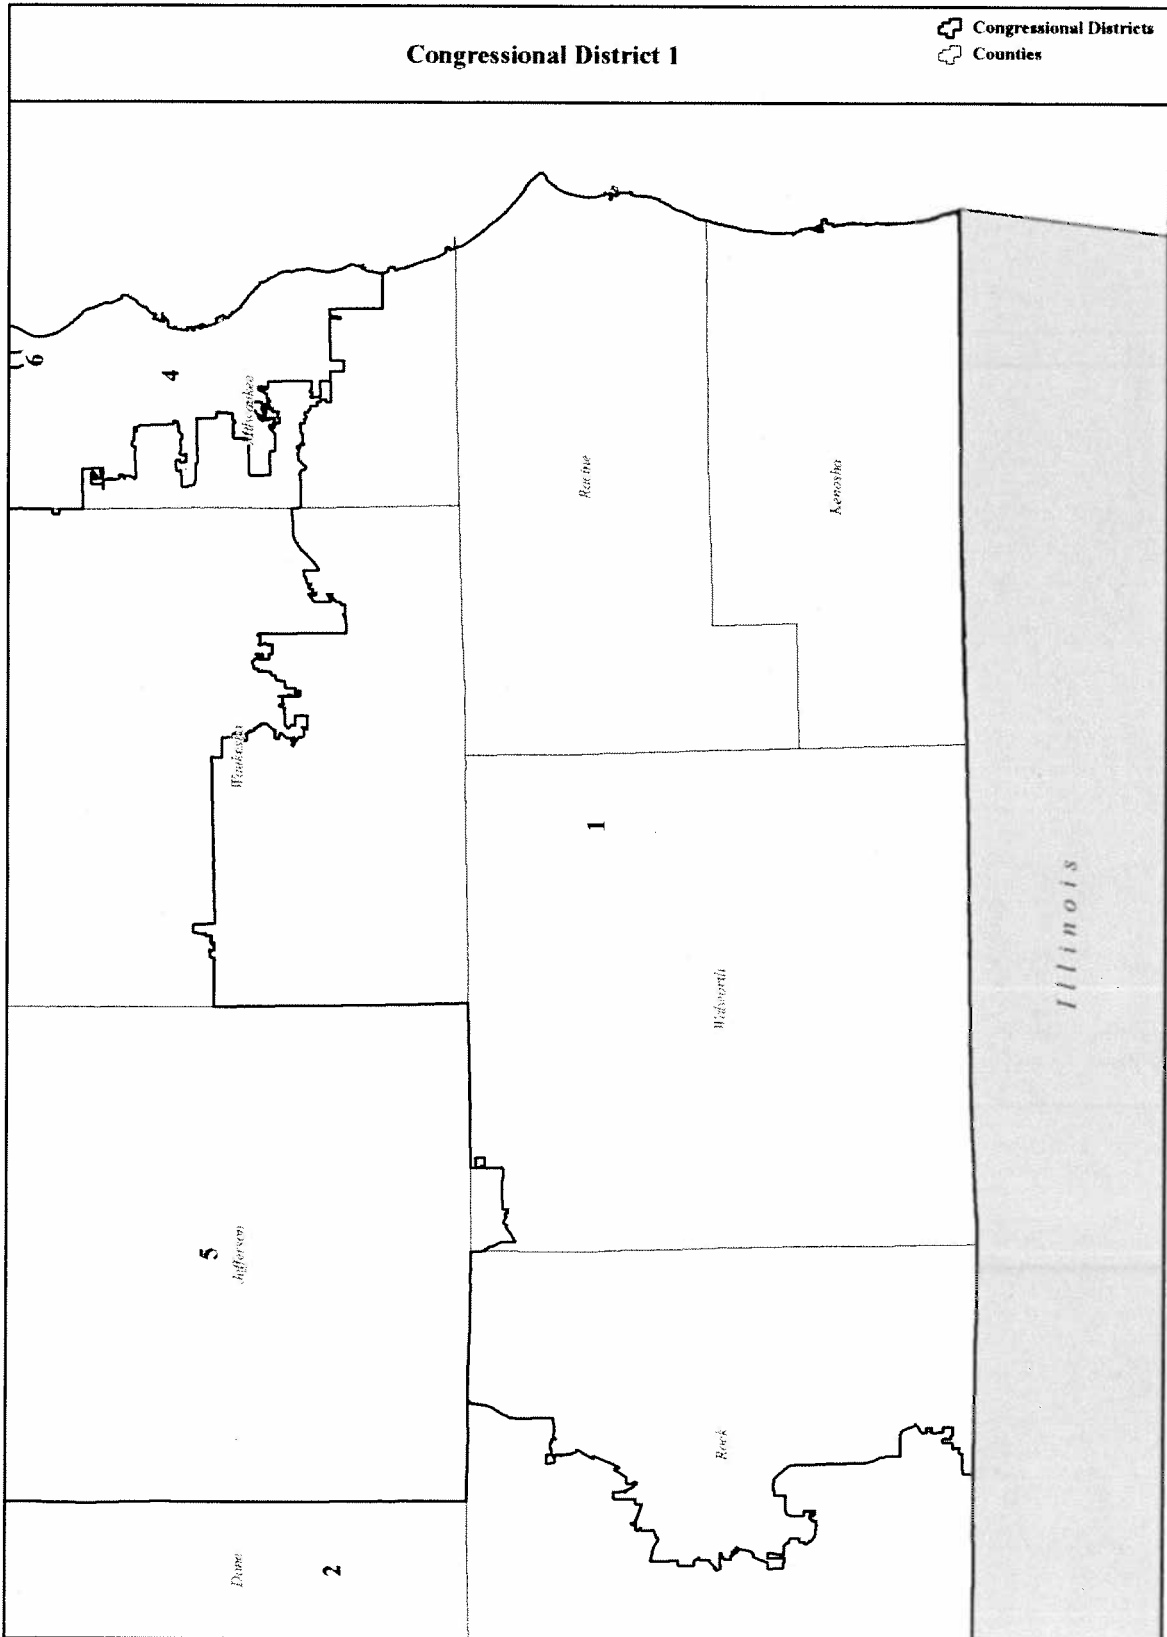 Congressional District 1
Congressional Districts
Counties
6
4
Milwaukee
Racine
Kenosha
Waukesha
1
Walworth
Illinois
5
Jefferson
Rock
Dane
2